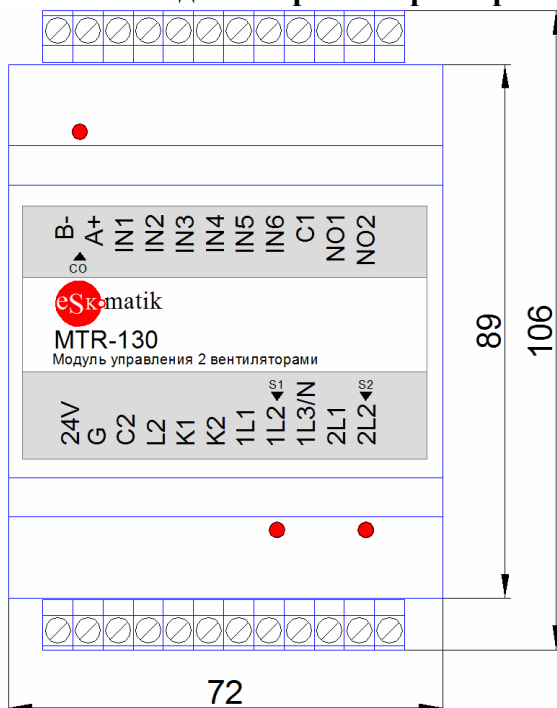 B- A+ IN1 IN2 IN3 IN4 IN5 IN6 C1 NO1 NO2
CO
eSK•matik
MTR-130
Модуль управления 2 вентиляторами
S1 S2
24V G C2 L2 K1 K2 1L1 1L2 1L3/N 2L1 2L2
89
106
72